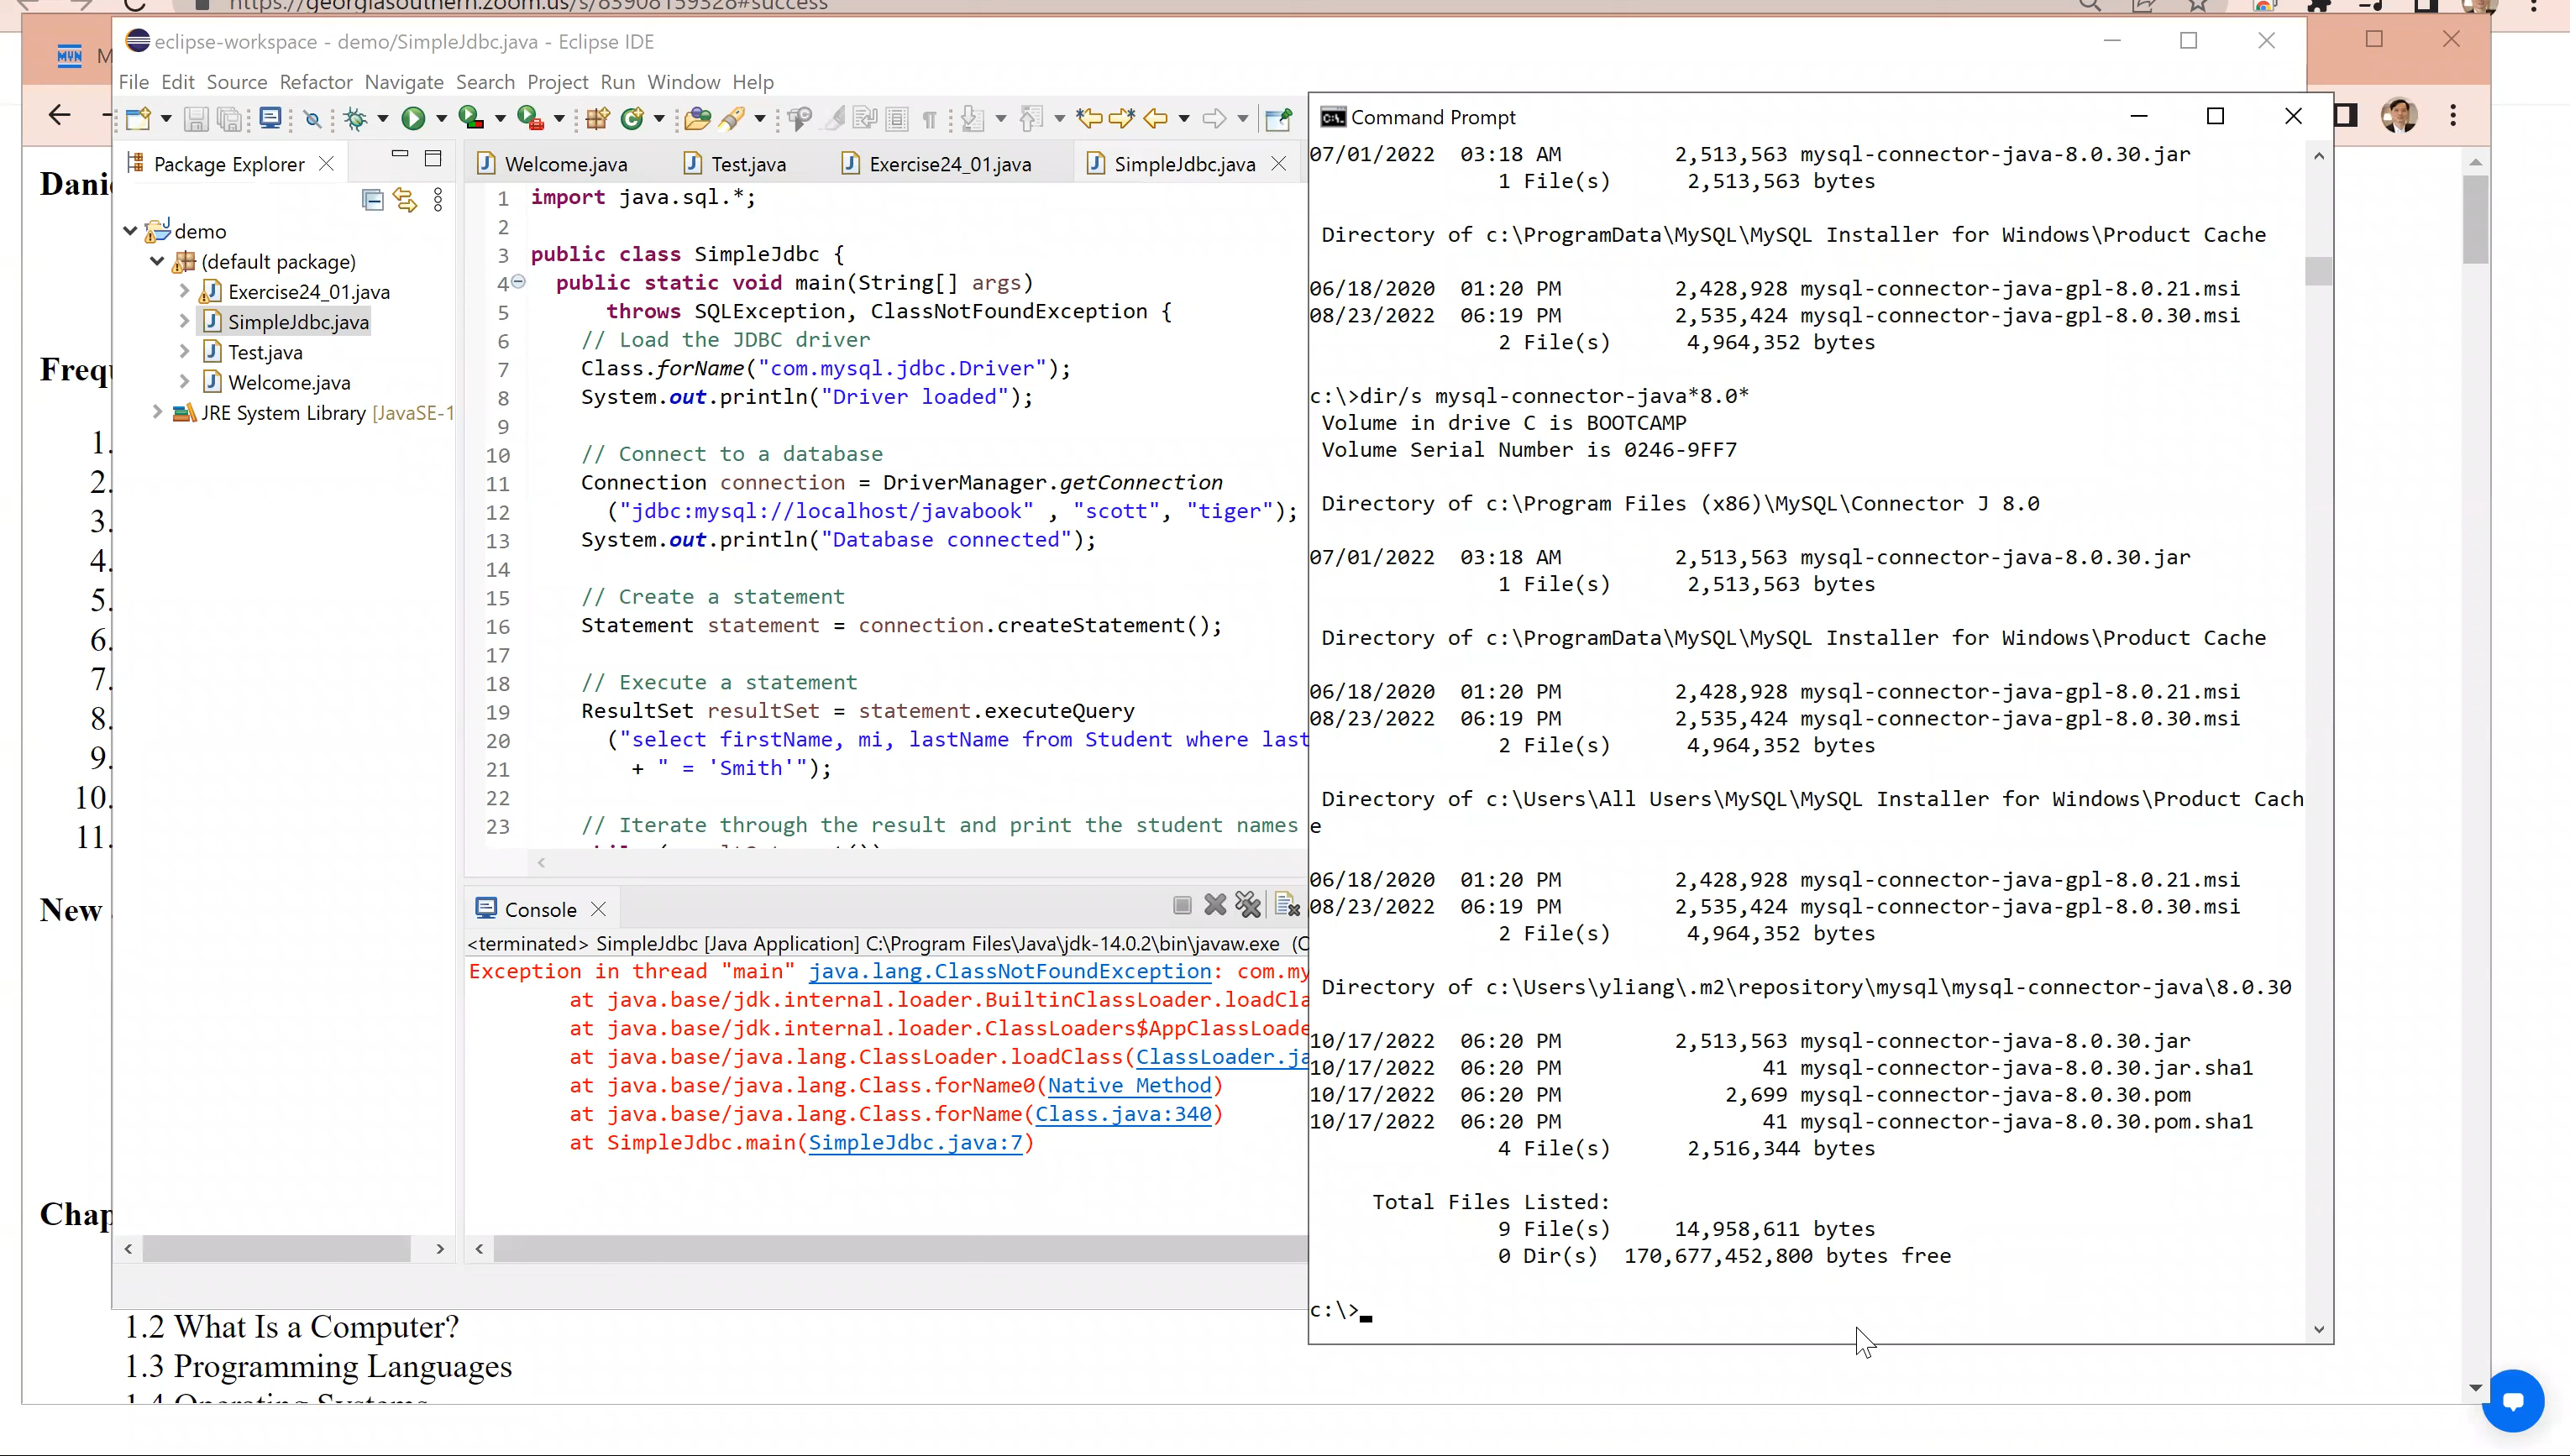 https://georgiasouthern.zoom.us/s/83908159328#success
eclipse-workspace - demo/SimpleJdbc.java - Eclipse IDE
File Edit Source Refactor Navigate Search Project Run Window Help
Package Explorer
demo
(default package)
Exercise24_01.java
SimpleJdbc.java
Test.java
Welcome.java
JRE System Library [JavaSE-1
Welcome.java
Test.java
Exercise24_01.java
SimpleJdbc.java
1 import java.sql.*;
2
3 public class SimpleJdbc {
4 public static void main(String[] args)
5 throws SQLException, ClassNotFoundException {
6 // Load the JDBC driver
7 Class.forName("com.mysql.jdbc.Driver");
8 System.out.println("Driver loaded");
9
10 // Connect to a database
11 Connection connection = DriverManager.getConnection
12 ("jdbc:mysql://localhost/javabook" , "scott", "tiger");
13 System.out.println("Database connected");
14
15 // Create a statement
16 Statement statement = connection.createStatement();
17
18 // Execute a statement
19 ResultSet resultSet = statement.executeQuery
20 ("select firstName, mi, lastName from Student where last
21 + " = 'Smith'");
22
23 // Iterate through the result and print the student names
Console
<terminated> SimpleJdbc [Java Application] C:\Program Files\Java\jdk-14.0.2\bin\javaw.exe (
Exception in thread "main" java.lang.ClassNotFoundException: com.my
at java.base/jdk.internal.loader.BuiltinClassLoader.loadCla
at java.base/jdk.internal.loader.ClassLoaders$AppClassLoade
at java.base/java.lang.ClassLoader.loadClass(ClassLoader.ja
at java.base/java.lang.Class.forName0(Native Method)
at java.base/java.lang.Class.forName(Class.java:340)
at SimpleJdbc.main(SimpleJdbc.java:7)
Command Prompt
07/01/2022 03:18 AM 2,513,563 mysql-connector-java-8.0.30.jar
1 File(s) 2,513,563 bytes
Directory of c:\ProgramData\MySQL\MySQL Installer for Windows\Product Cache
06/18/2020 01:20 PM 2,428,928 mysql-connector-java-gpl-8.0.21.msi
08/23/2022 06:19 PM 2,535,424 mysql-connector-java-gpl-8.0.30.msi
2 File(s) 4,964,352 bytes
c:\>dir/s mysql-connector-java*8.0*
Volume in drive C is BOOTCAMP
Volume Serial Number is 0246-9FF7
Directory of c:\Program Files (x86)\MySQL\Connector J 8.0
07/01/2022 03:18 AM 2,513,563 mysql-connector-java-8.0.30.jar
1 File(s) 2,513,563 bytes
Directory of c:\ProgramData\MySQL\MySQL Installer for Windows\Product Cache
06/18/2020 01:20 PM 2,428,928 mysql-connector-java-gpl-8.0.21.msi
08/23/2022 06:19 PM 2,535,424 mysql-connector-java-gpl-8.0.30.msi
2 File(s) 4,964,352 bytes
Directory of c:\Users\All Users\MySQL\MySQL Installer for Windows\Product Cach
e
06/18/2020 01:20 PM 2,428,928 mysql-connector-java-gpl-8.0.21.msi
08/23/2022 06:19 PM 2,535,424 mysql-connector-java-gpl-8.0.30.msi
2 File(s) 4,964,352 bytes
Directory of c:\Users\yliang\.m2\repository\mysql\mysql-connector-java\8.0.30
10/17/2022 06:20 PM 2,513,563 mysql-connector-java-8.0.30.jar
10/17/2022 06:20 PM 41 mysql-connector-java-8.0.30.jar.sha1
10/17/2022 06:20 PM 2,699 mysql-connector-java-8.0.30.pom
10/17/2022 06:20 PM 41 mysql-connector-java-8.0.30.pom.sha1
4 File(s) 2,516,344 bytes
Total Files Listed:
9 File(s) 14,958,611 bytes
0 Dir(s) 170,677,452,800 bytes free
c:\>
MVN M
Dani
Frequ
1.
2.
3.
4.
5.
6.
7.
8.
9.
10.
11.
New
Chap
1.2 What Is a Computer?
1.3 Programming Languages
1.4 Operating Systems